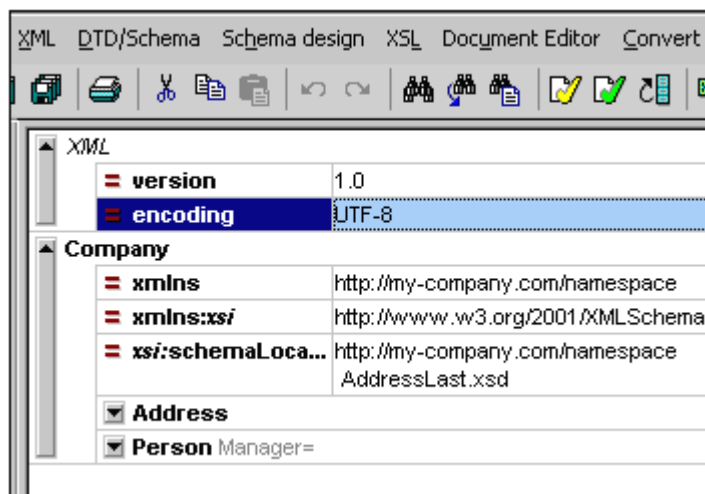 XML DTD/Schema Schema design XSL Document Editor Convert
XML
= version 1.0
= encoding UTF-8
Company
= xmlns http://my-company.com/namespace
= xmlns:xsi http://www.w3.org/2001/XMLSchema
= xsi:schemaLoca... http://my-company.com/namespace
AddressLast.xsd
Address
Person Manager=